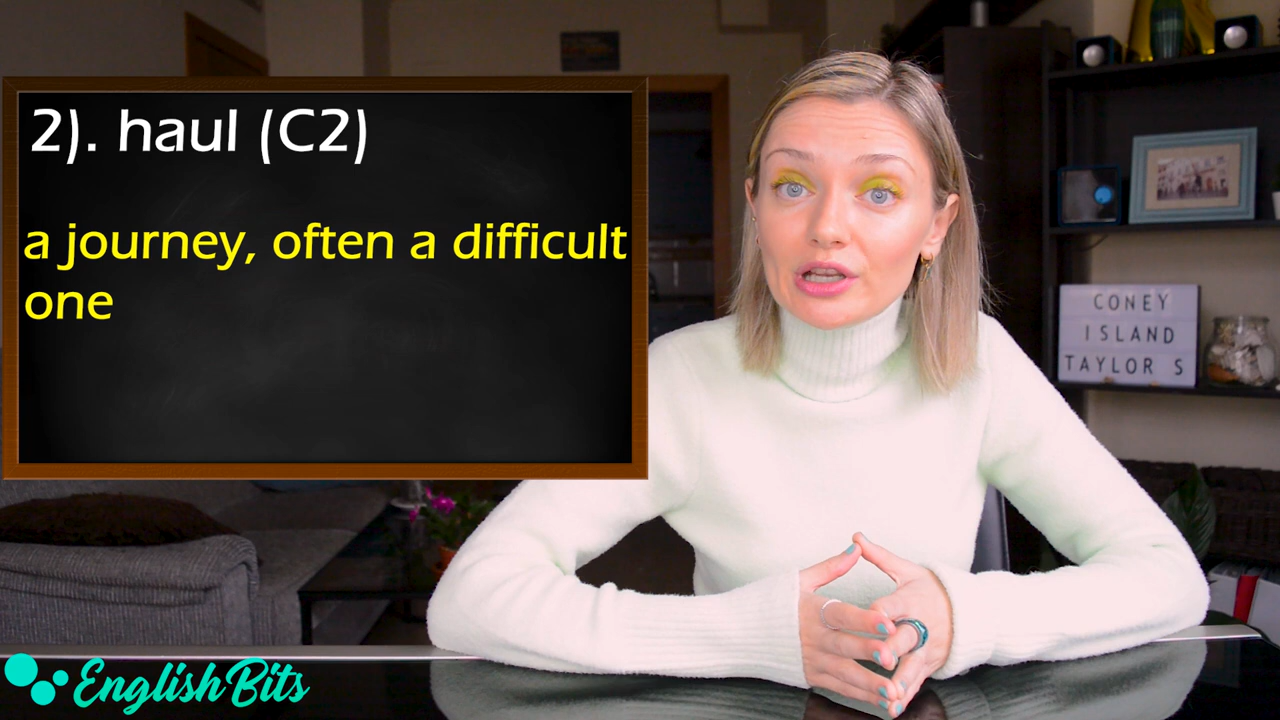 2). haul (C2)
a journey, often a difficult
one
CONEY
ISLAND
TAYLOR S
EnglishBits